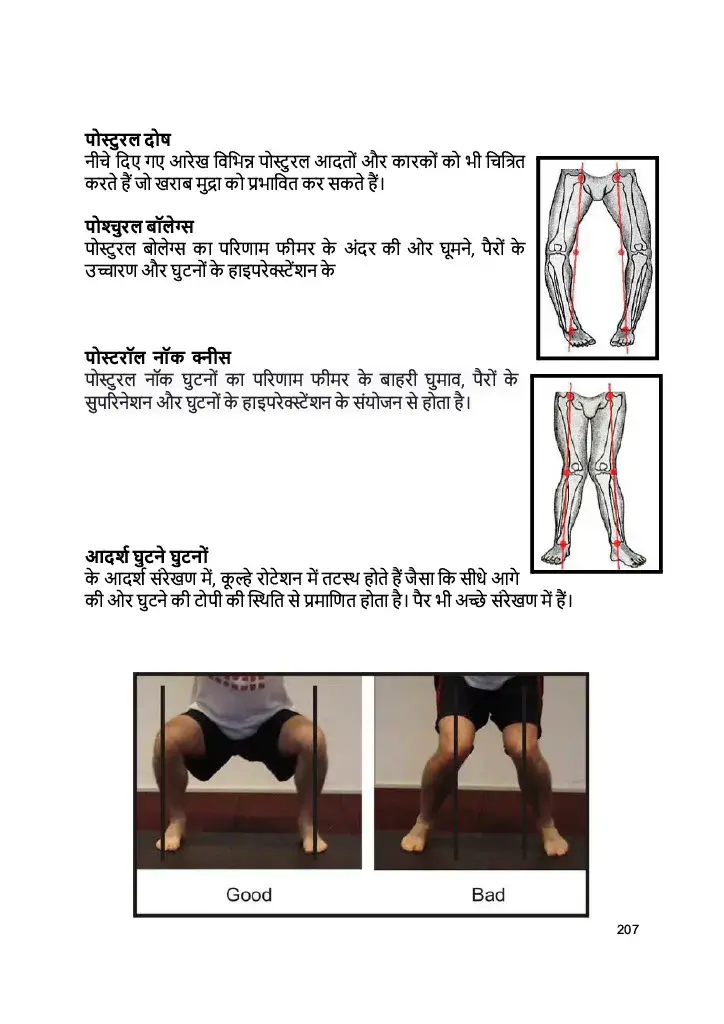 पोस्टुरल दोष
नीचे दिए गए आरेख विभिन्न पोस्टुरल आदतों और कारकों को भी चित्रित
करते हैं जो खराब मुद्रा को प्रभावित कर सकते हैं।
पोश्चुरल बॉलेग्स
पोस्टुरल बोलेग्स का परिणाम फीमर के अंदर की ओर घूमने, पैरों के
उच्चारण और घुटनों के हाइपरेक्स्टेंशन के
पोस्टरॉल नॉक क्नीस
पोस्टुरल नॉक घुटनों का परिणाम फीमर के बाहरी घुमाव, पैरों के
सुपरिनेशन और घुटनों के हाइपरेक्स्टेंशन के संयोजन से होता है।
आदर्श घुटने घुटनों
के आदर्श संरेखण में, कूल्हे रोटेशन में तटस्थ होते हैं जैसा कि सीधे आगे
की ओर घुटने की टोपी की स्थिति से प्रमाणित होता है। पैर भी अच्छे संरेखण में हैं।
Good
Bad
207